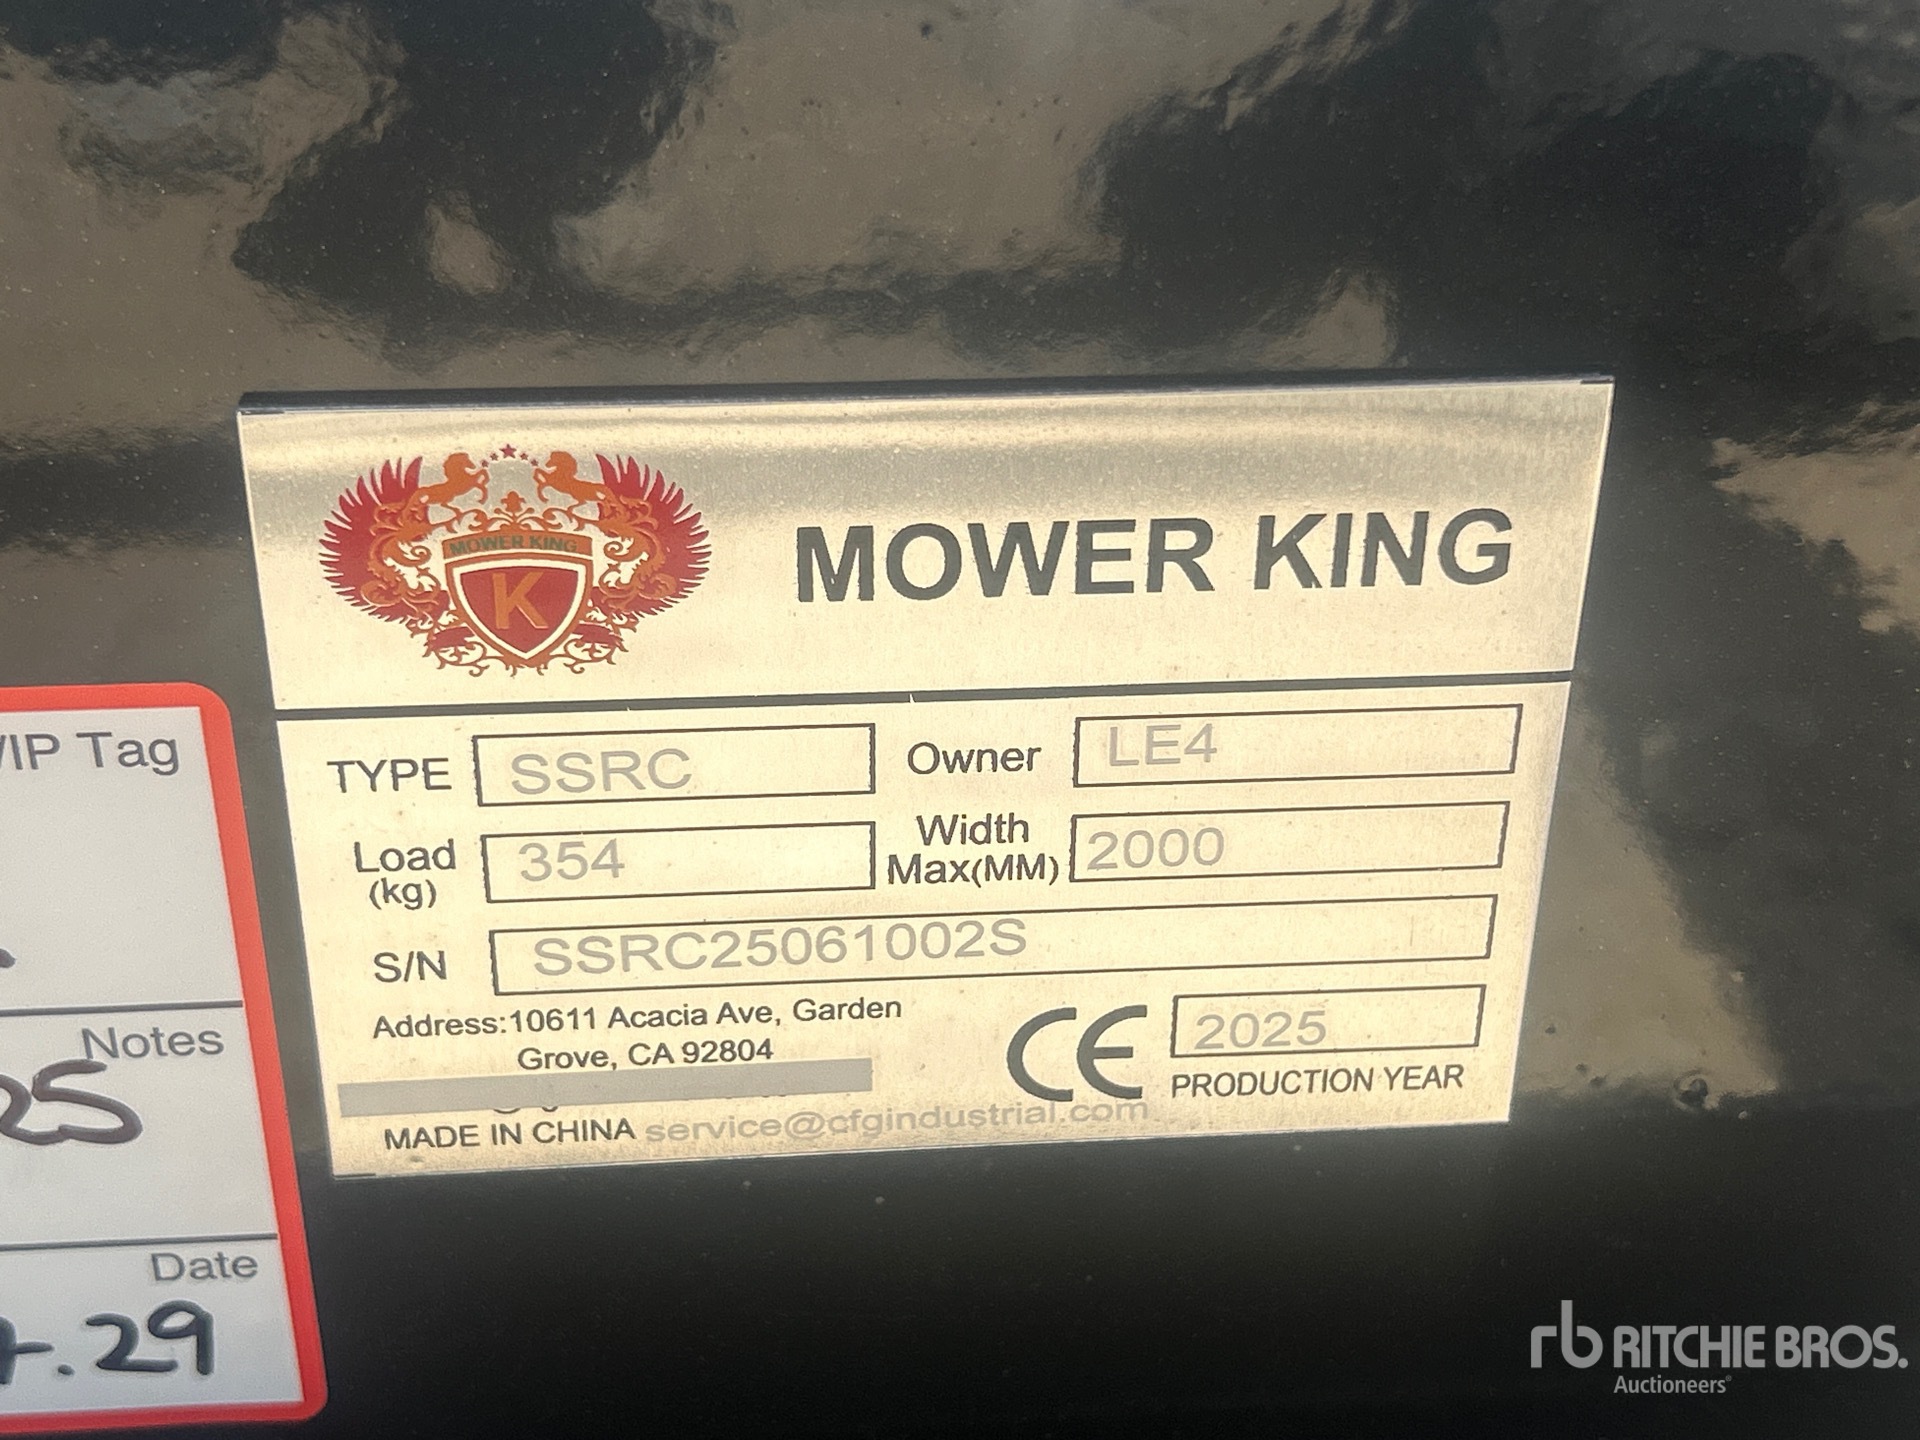 MOWER KING
K
MOWER KING
TYPE SSRC Owner LE4
Load (kg) 354 Width Max(MM) 2000
S/N SSRC25061002S
Address:10611 Acacia Ave, Garden
Grove, CA 92804
CE 2025
PRODUCTION YEAR
MADE IN CHINA service@cfgindustrial.com
Tag
Notes
25
Date
.29
rb RITCHIE BROS.
Auctioneers